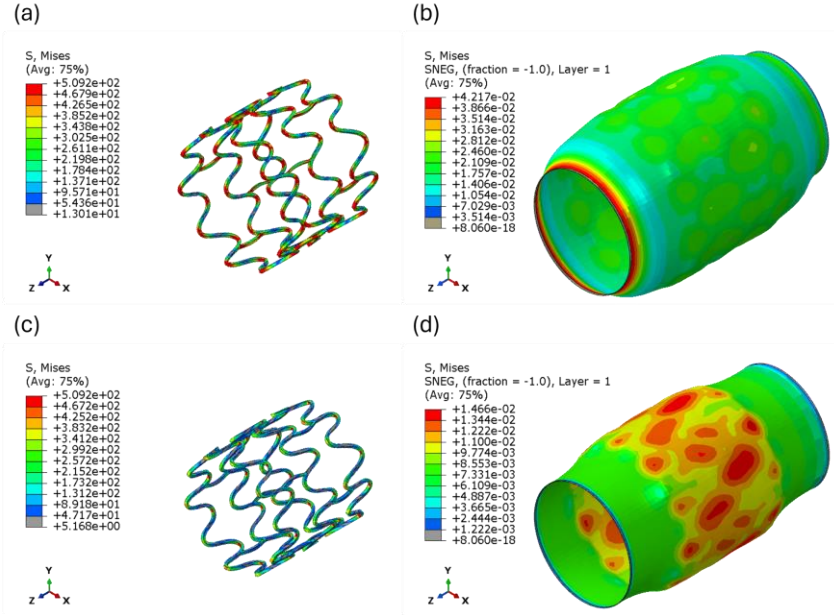 (a)
S, Mises
(Avg: 75%)
+5.092e+02
+4.679e+02
+4.265e+02
+3.852e+02
+3.438e+02
+3.025e+02
+2.611e+02
+2.198e+02
+1.784e+02
+1.371e+02
+9.571e+01
+5.436e+01
+1.301e+01
Y
Z X
(b)
S, Mises
SNEG, (fraction = -1.0), Layer = 1
(Avg: 75%)
+4.217e-02
+3.866e-02
+3.514e-02
+3.163e-02
+2.812e-02
+2.460e-02
+2.109e-02
+1.757e-02
+1.406e-02
+1.054e-02
+7.029e-03
+3.514e-03
+8.060e-18
Y
Z X
(c)
S, Mises
(Avg: 75%)
+5.092e+02
+4.672e+02
+4.252e+02
+3.832e+02
+3.412e+02
+2.992e+02
+2.572e+02
+2.152e+02
+1.732e+02
+1.312e+02
+8.918e+01
+4.717e+01
+5.168e+00
Y
Z X
(d)
S, Mises
SNEG, (fraction = -1.0), Layer = 1
(Avg: 75%)
+1.466e-02
+1.344e-02
+1.222e-02
+1.100e-02
+9.774e-03
+8.553e-03
+7.331e-03
+6.109e-03
+4.887e-03
+3.665e-03
+2.444e-03
+1.222e-03
+8.060e-18
Y
Z X